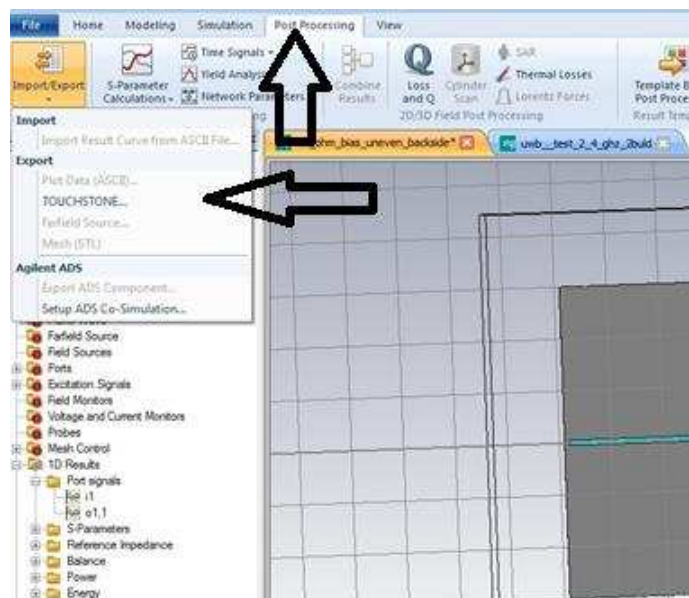 File Home Modeling Simulation Post Processing View
Import/Export
S-Parameter
Calculations
Time Signals
Yield Analysis
Network Parameters
Combine
Results
Loss
and Q
Cylinder
Scan
SAR
Thermal Losses
Lorentz Forces
2D/3D Field Post Processing
Template B
Post Proce
Result Tem
ohm_bias_uneven_backside*
uwb_test_2_4_ghz_2buld
Import
Import Result Curve from ASCII File...
Export
Plot Data (ASCII)...
TOUCHSTONE...
Farfield Source...
Mesh (STL)
Agilent ADS
Export ADS Component...
Setup ADS Co-Simulation...
Farfield Source
Field Sources
Ports
Excitation Signals
Field Monitors
Voltage and Current Monitors
Probes
Mesh Control
1D Results
Port signals
i1
o1,1
S-Parameters
Reference Impedance
Balance
Power
Energy